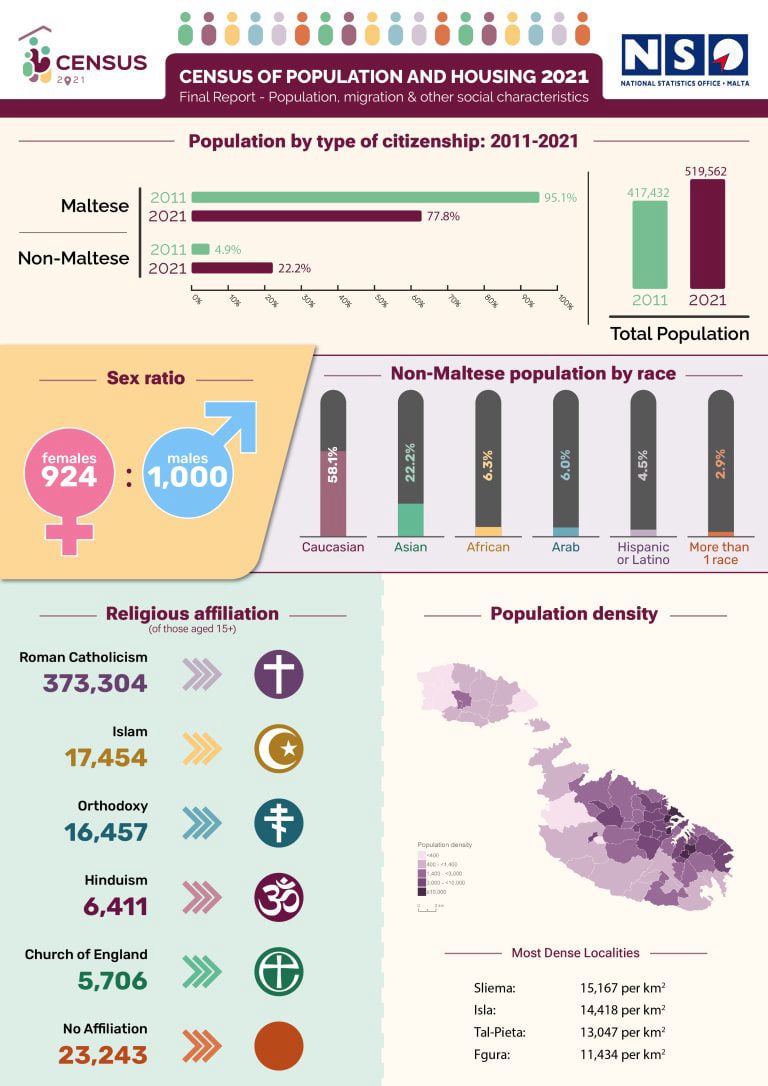 CENSUS
2021
CENSUS OF POPULATION AND HOUSING 2021
Final Report - Population, migration & other social characteristics
NSO
NATIONAL STATISTICS OFFICE • MALTA
Population by type of citizenship: 2011-2021
Maltese
2011
95.1%
2021
77.8%
Non-Maltese
2011
4.9%
2021
22.2%
0%
10%
20%
30%
40%
50%
60%
70%
80%
90%
100%
417,432
519,562
2011
2021
Total Population
Sex ratio
females
924
:
males
1,000
Non-Maltese population by race
58.1%
22.2%
6.3%
6.0%
4.5%
2.9%
Caucasian
Asian
African
Arab
Hispanic
or Latino
More than
1 race
Religious affiliation
(of those aged 15+)
Roman Catholicism
373,304
Islam
17,454
Orthodoxy
16,457
Hinduism
6,411
Church of England
5,706
No Affiliation
23,243
Population density
Population density
<400
400 - <1,400
1,400 - <3,000
3,000 - <10,000
≥10,000
0 2 km
Most Dense Localities
Sliema: 15,167 per km²
Isla: 14,418 per km²
Tal-Pieta: 13,047 per km²
Fgura: 11,434 per km²